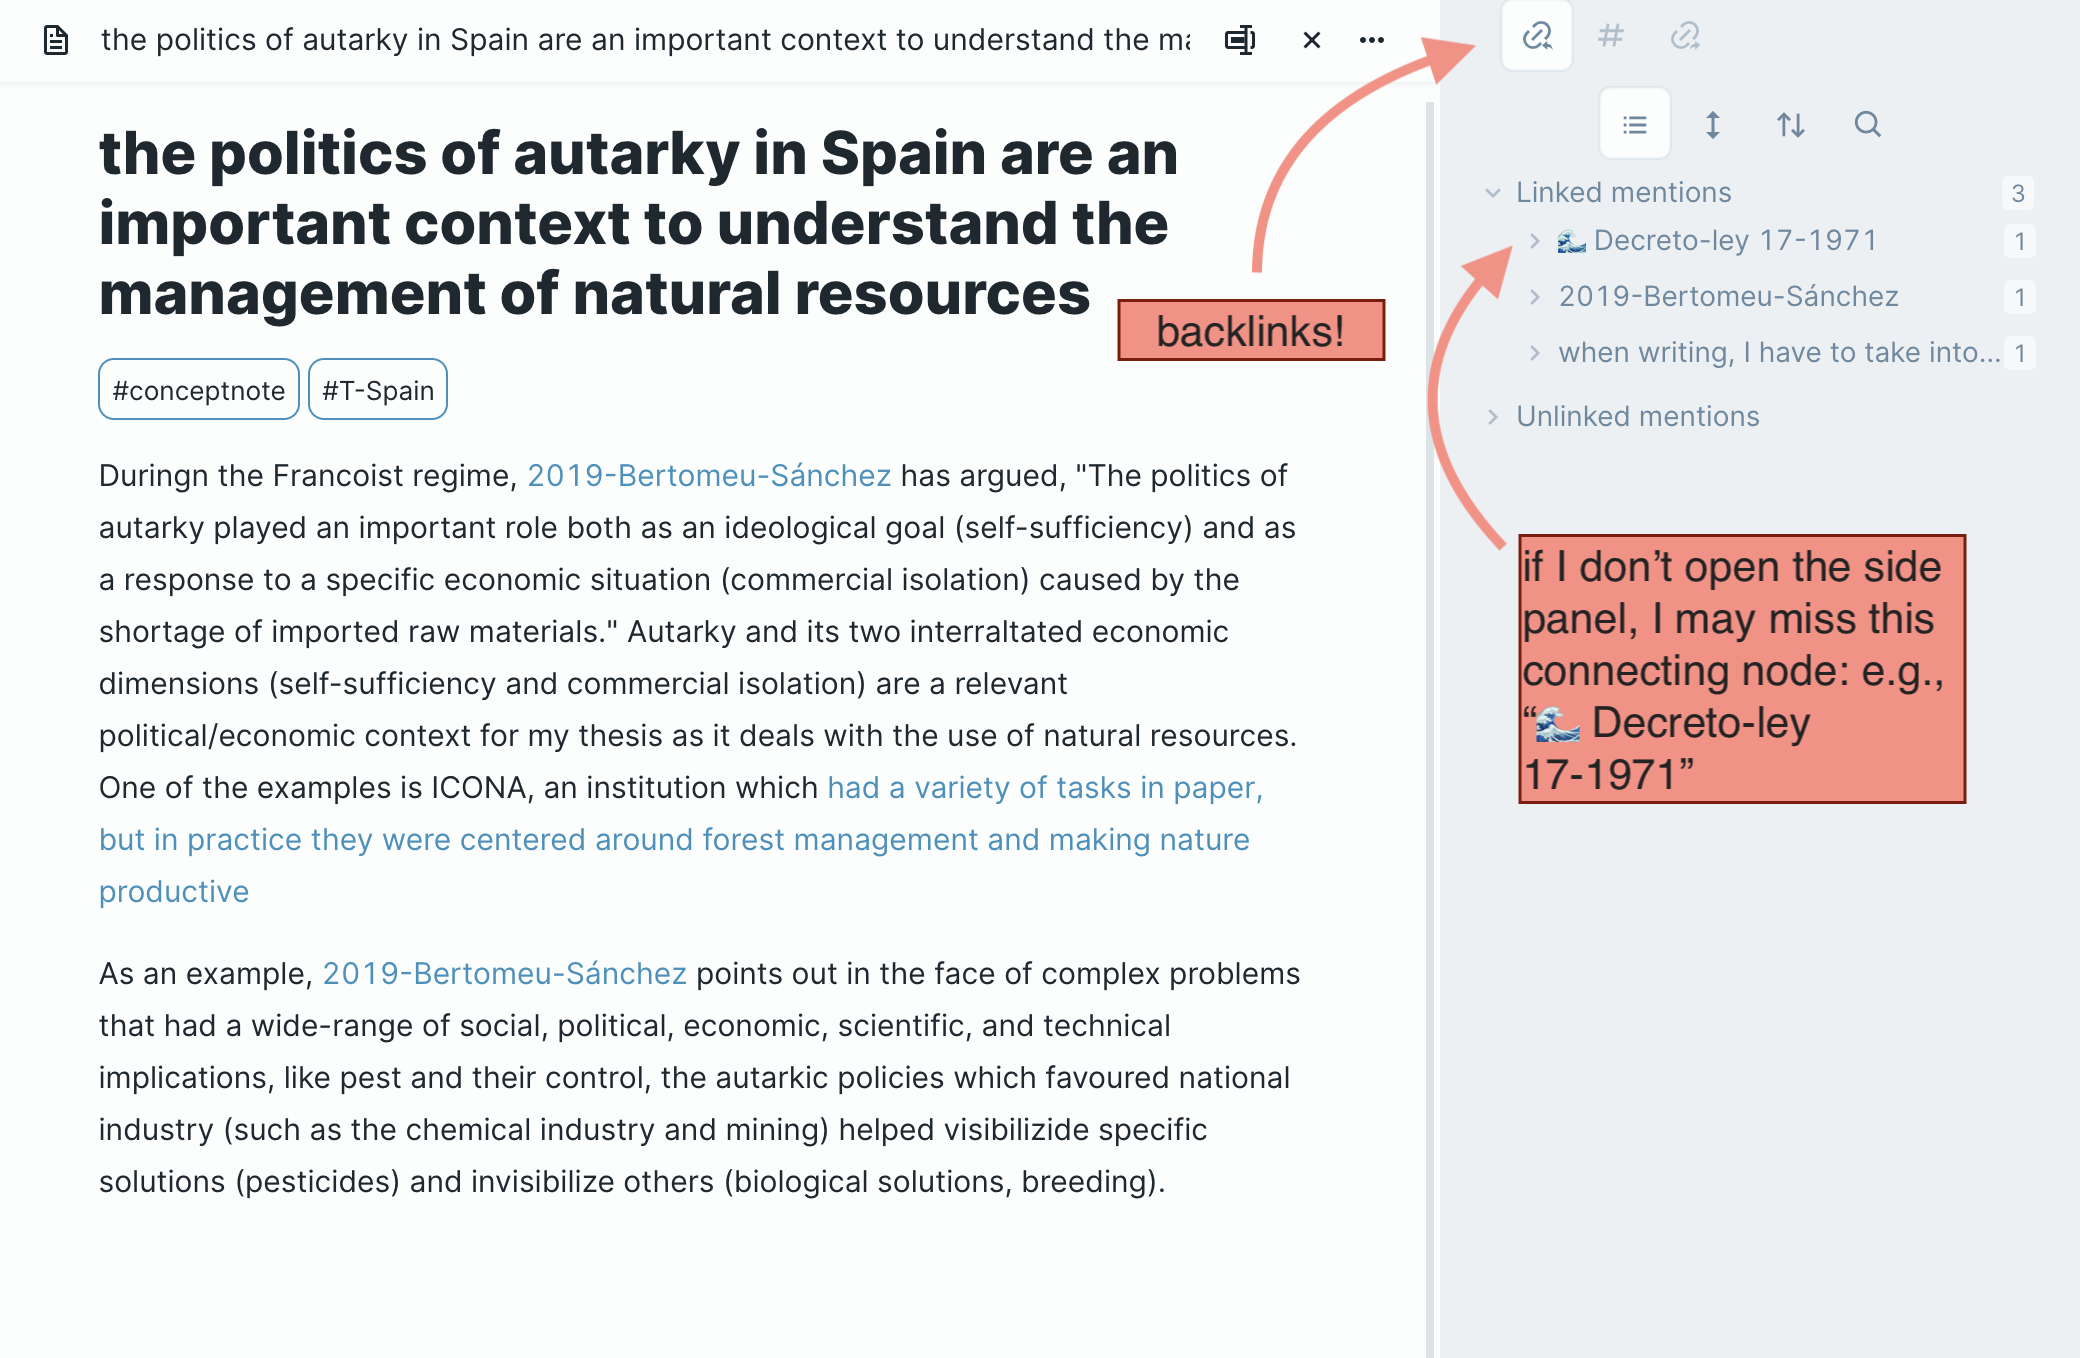 the politics of autarky in Spain are an important context to understand the ma
the politics of autarky in Spain are an
important context to understand the
management of natural resources
backlinks!
#conceptnote #T-Spain
Duringn the Francoist regime, 2019-Bertomeu-Sánchez has argued, "The politics of
autarky played an important role both as an ideological goal (self-sufficiency) and as
a response to a specific economic situation (commercial isolation) caused by the
shortage of imported raw materials." Autarky and its two interraltated economic
dimensions (self-sufficiency and commercial isolation) are a relevant
political/economic context for my thesis as it deals with the use of natural resources.
One of the examples is ICONA, an institution which had a variety of tasks in paper,
but in practice they were centered around forest management and making nature
productive
As an example, 2019-Bertomeu-Sánchez points out in the face of complex problems
that had a wide-range of social, political, economic, scientific, and technical
implications, like pest and their control, the autarkic policies which favoured national
industry (such as the chemical industry and mining) helped visibilizide specific
solutions (pesticides) and invisibilize others (biological solutions, breeding).
Linked mentions 3
🌊 Decreto-ley 17-1971 1
2019-Bertomeu-Sánchez 1
when writing, I have to take into... 1
Unlinked mentions
if I don’t open the side
panel, I may miss this
connecting node: e.g.,
“🌊 Decreto-ley
17-1971”